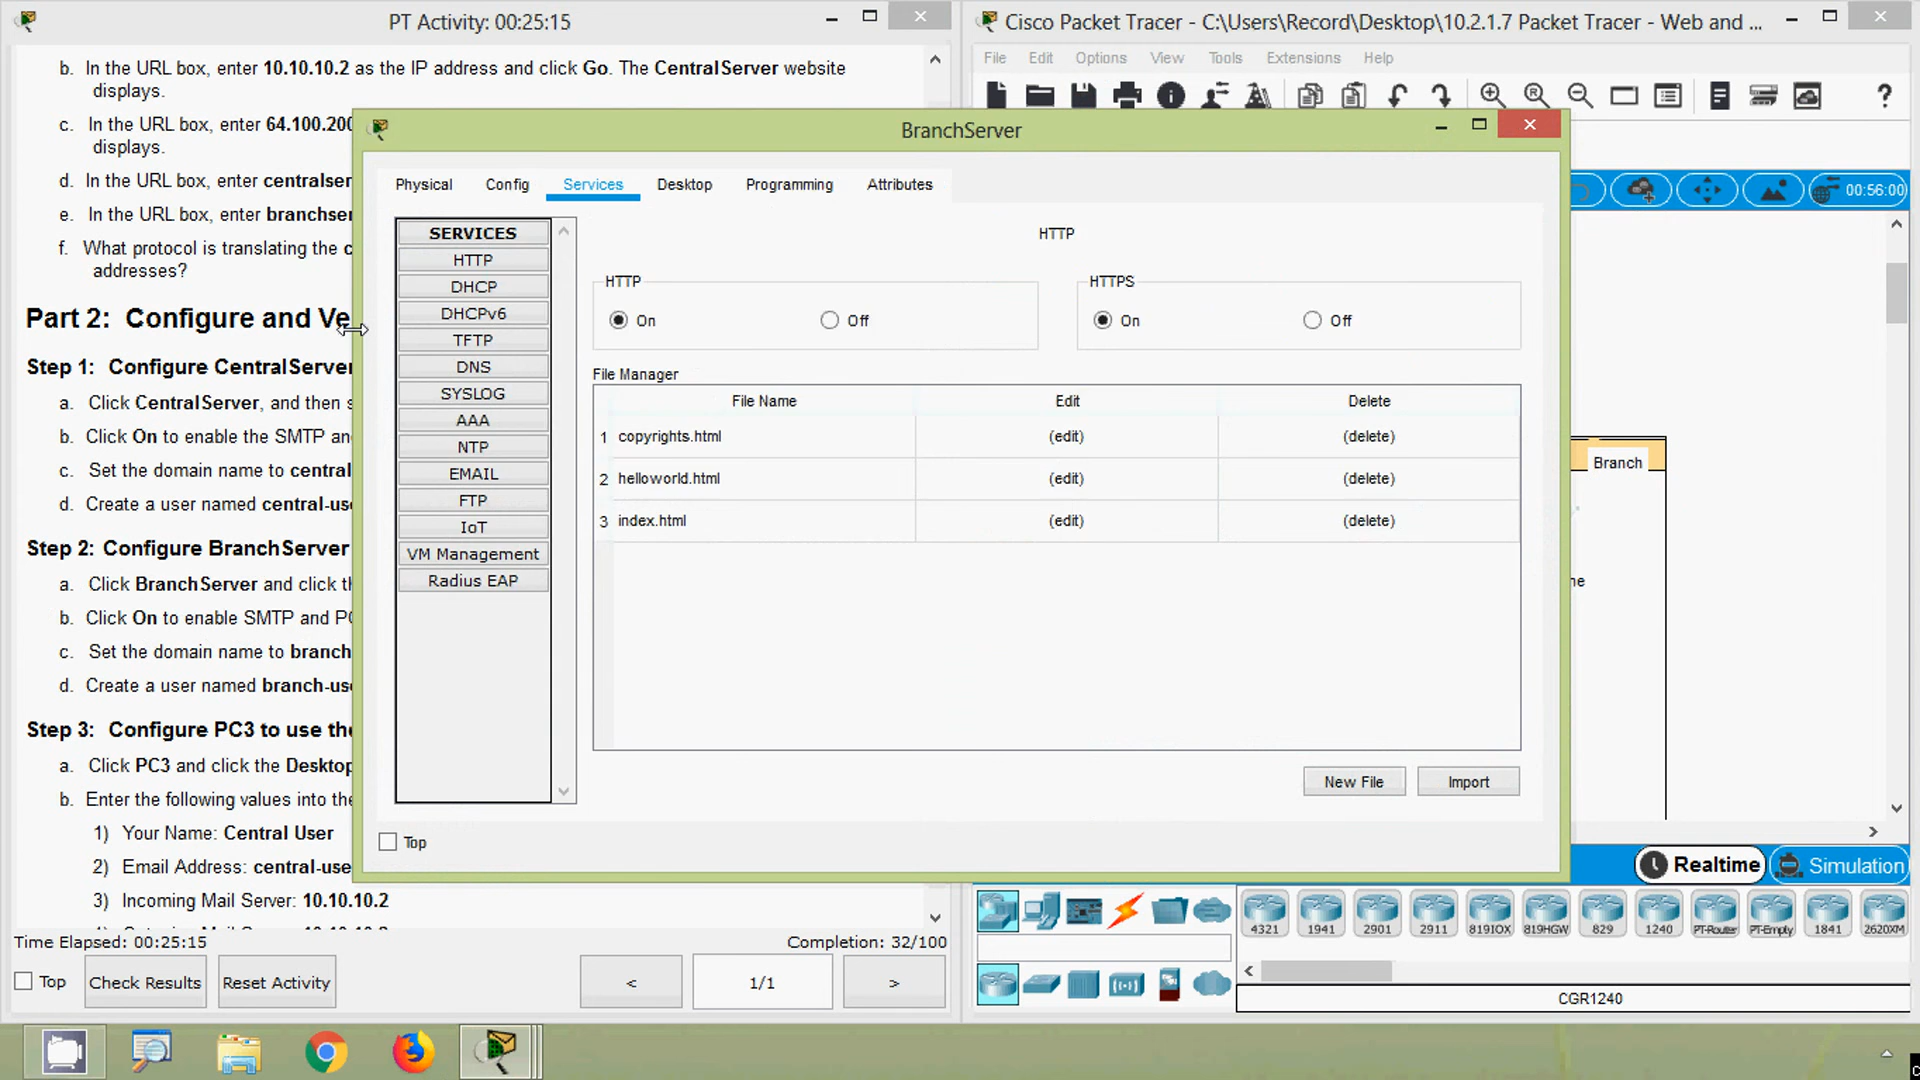 PT Activity: 00:25:15
b. In the URL box, enter 10.10.10.2 as the IP address and click Go. The CentralServer website
displays.
c. In the URL box, enter 64.100.200
displays.
d. In the URL box, enter centralser
e. In the URL box, enter branchser
f. What protocol is translating the c
addresses?
Part 2: Configure and Ve
Step 1: Configure CentralServer
a. Click CentralServer, and then s
b. Click On to enable the SMTP an
c. Set the domain name to central
d. Create a user named central-use
Step 2: Configure BranchServer
a. Click BranchServer and click th
b. Click On to enable SMTP and PO
c. Set the domain name to branch
d. Create a user named branch-use
Step 3: Configure PC3 to use the
a. Click PC3 and click the Desktop
b. Enter the following values into the
1) Your Name: Central User
2) Email Address: central-use
3) Incoming Mail Server: 10.10.10.2
Time Elapsed: 00:25:15
Completion: 32/100
Top
Check Results
Reset Activity
<
1/1
>
Cisco Packet Tracer - C:\Users\Record\Desktop\10.2.1.7 Packet Tracer - Web and ...
File Edit Options View Tools Extensions Help
00:56:00
BranchServer
Physical Config Services Desktop Programming Attributes
SERVICES
HTTP
DHCP
DHCPv6
TFTP
DNS
SYSLOG
AAA
NTP
EMAIL
FTP
IoT
VM Management
Radius EAP
HTTP
HTTP
On Off
HTTPS
On Off
File Manager
File Name Edit Delete
1 copyrights.html (edit) (delete)
2 helloworld.html (edit) (delete)
3 index.html (edit) (delete)
New File
Import
Top
Branch
ne
Realtime
Simulation
4321 1941 2901 2911 819IOX 819HGW 829 1240 PT-Router PT-Empty 1841 2620XM
CGR1240